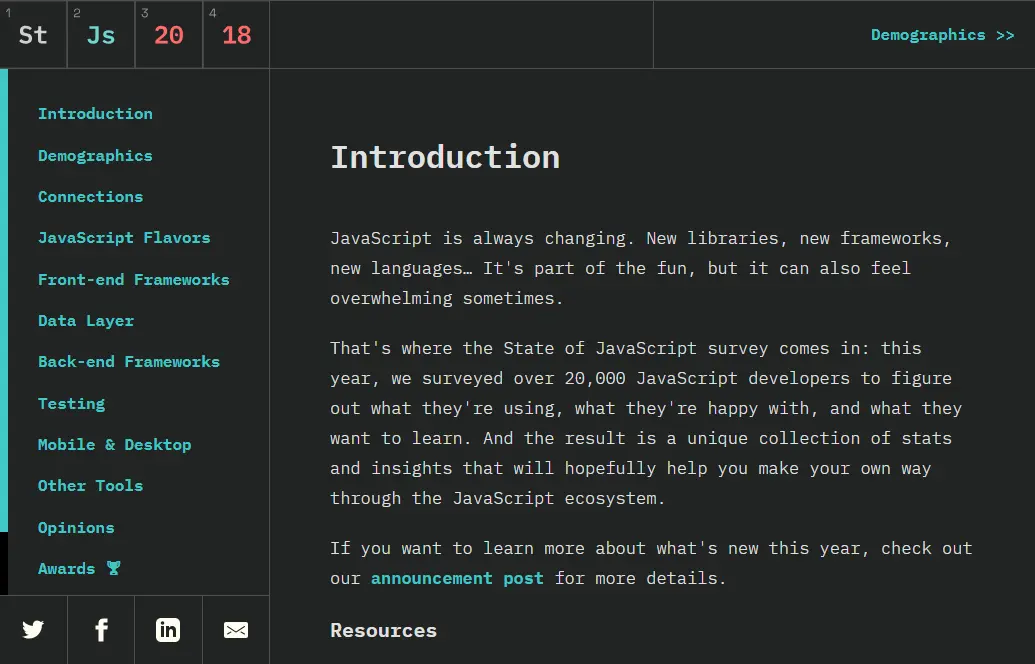 1 2 3 4
St Js 20 18
Demographics >>
Introduction
Demographics
Connections
JavaScript Flavors
Front-end Frameworks
Data Layer
Back-end Frameworks
Testing
Mobile & Desktop
Other Tools
Opinions
Awards
Introduction
JavaScript is always changing. New libraries, new frameworks,
new languages… It's part of the fun, but it can also feel
overwhelming sometimes.
That's where the State of JavaScript survey comes in: this
year, we surveyed over 20,000 JavaScript developers to figure
out what they're using, what they're happy with, and what they
want to learn. And the result is a unique collection of stats
and insights that will hopefully help you make your own way
through the JavaScript ecosystem.
If you want to learn more about what's new this year, check out
our announcement post for more details.
Resources
in